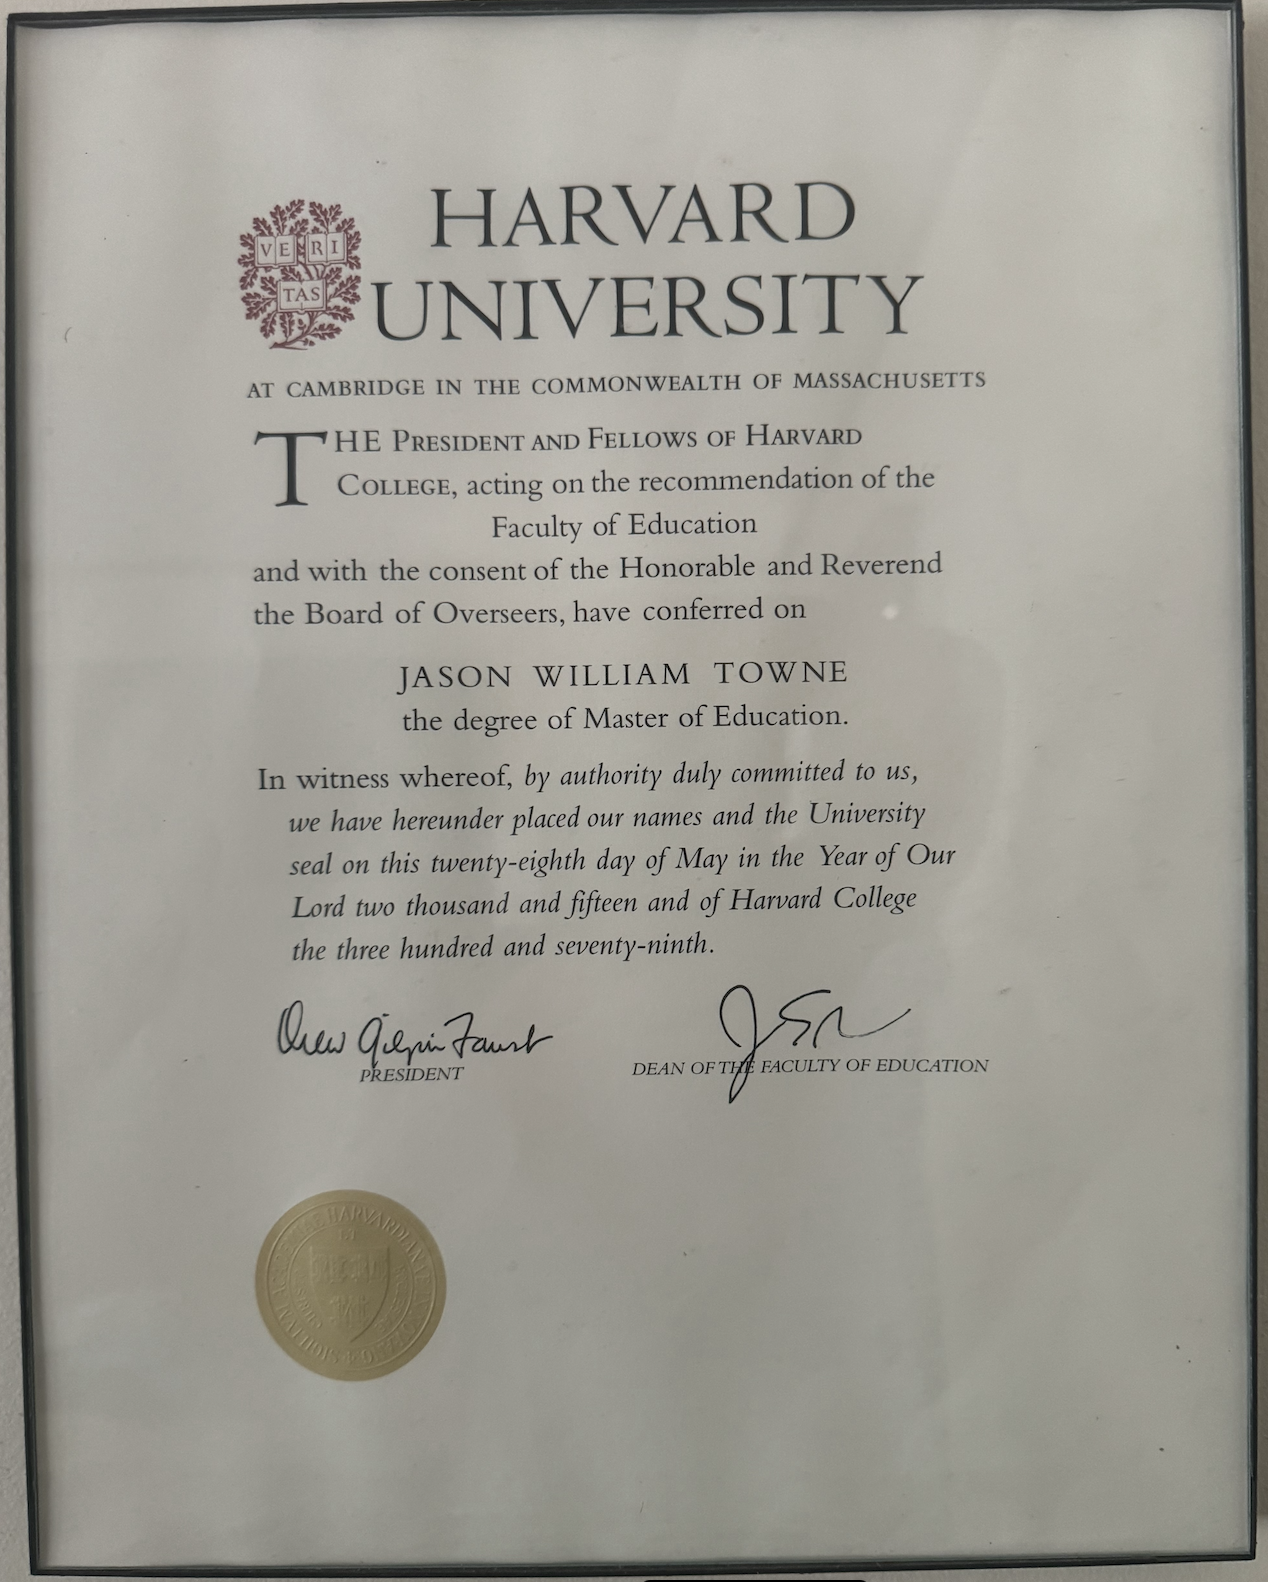 VE RI
TAS
HARVARD
UNIVERSITY
AT CAMBRIDGE IN THE COMMONWEALTH OF MASSACHUSETTS
THE PRESIDENT AND FELLOWS OF HARVARD
COLLEGE, acting on the recommendation of the
Faculty of Education
and with the consent of the Honorable and Reverend
the Board of Overseers, have conferred on
JASON WILLIAM TOWNE
the degree of Master of Education.
In witness whereof, by authority duly committed to us,
we have hereunder placed our names and the University
seal on this twenty-eighth day of May in the Year of Our
Lord two thousand and fifteen and of Harvard College
the three hundred and seventy-ninth.
Drew Gilpin Faust
PRESIDENT
DEAN OF THE FACULTY OF EDUCATION